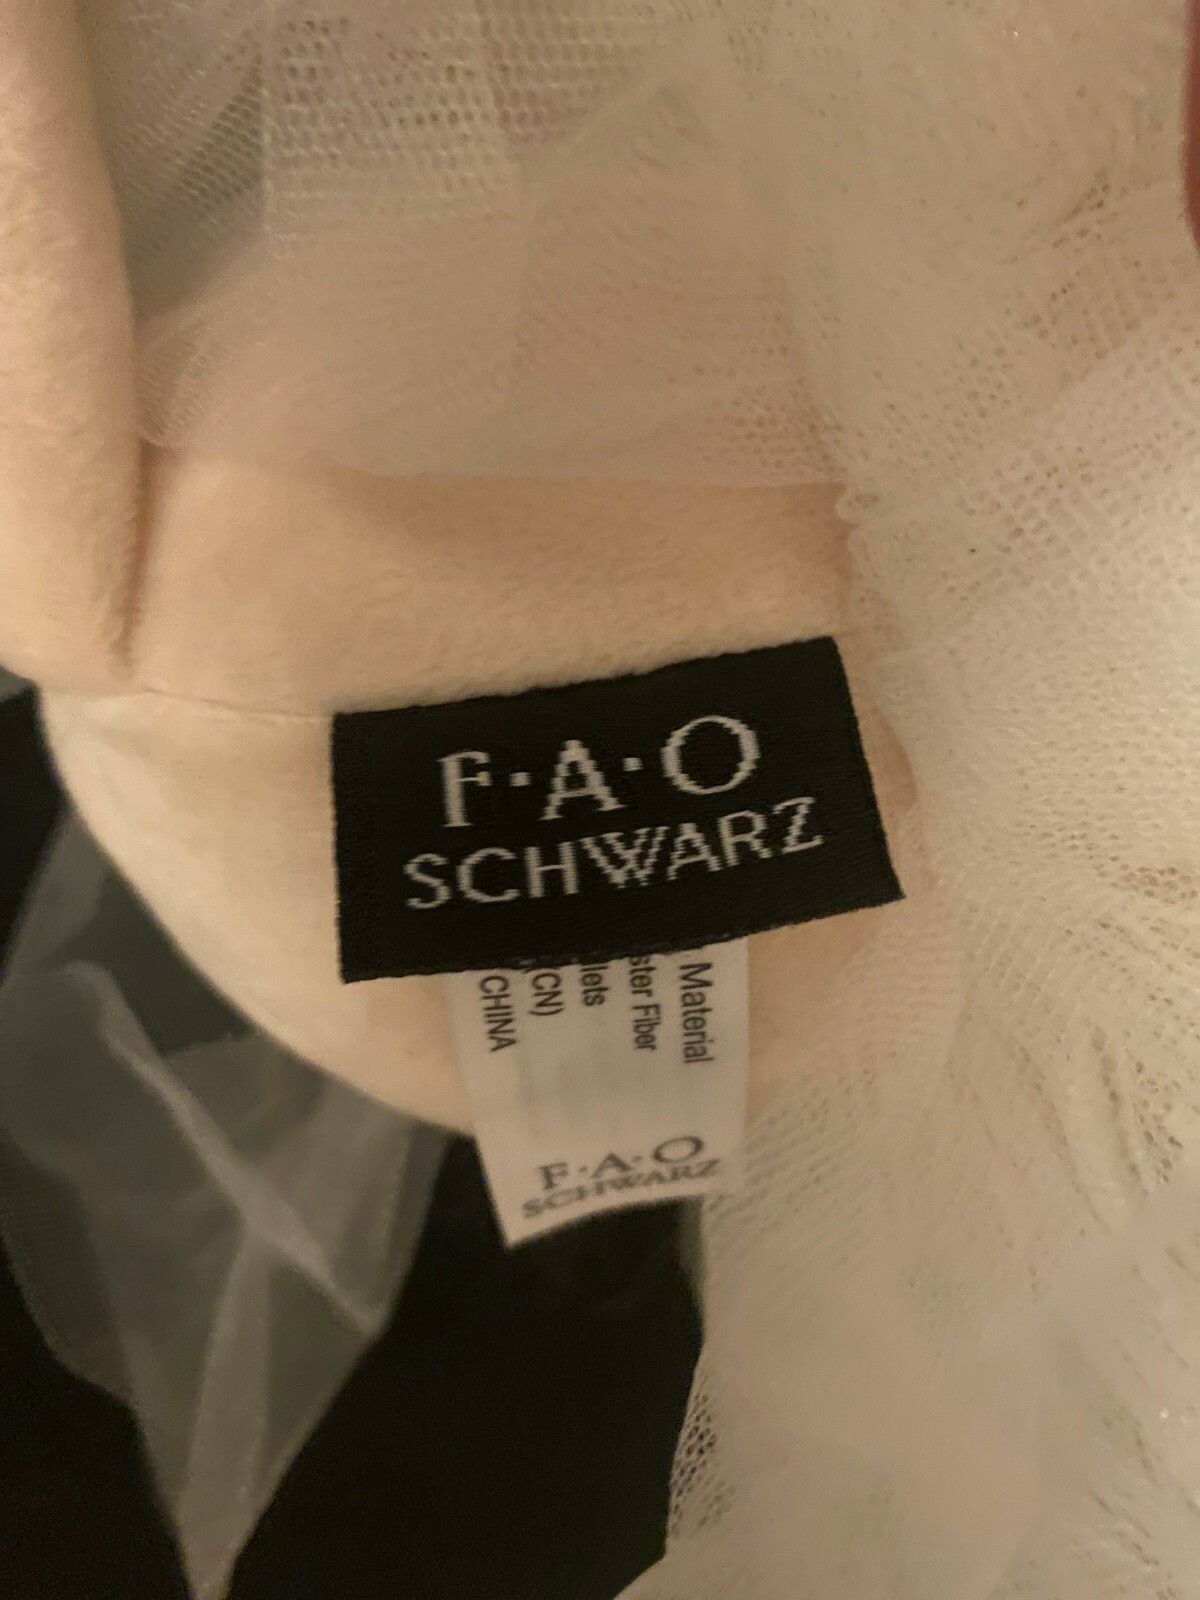 F·A·O
SCHWARZ
Material
ster Fiber
lets
(CN)
CHINA
F·A·O
SCHWARZ